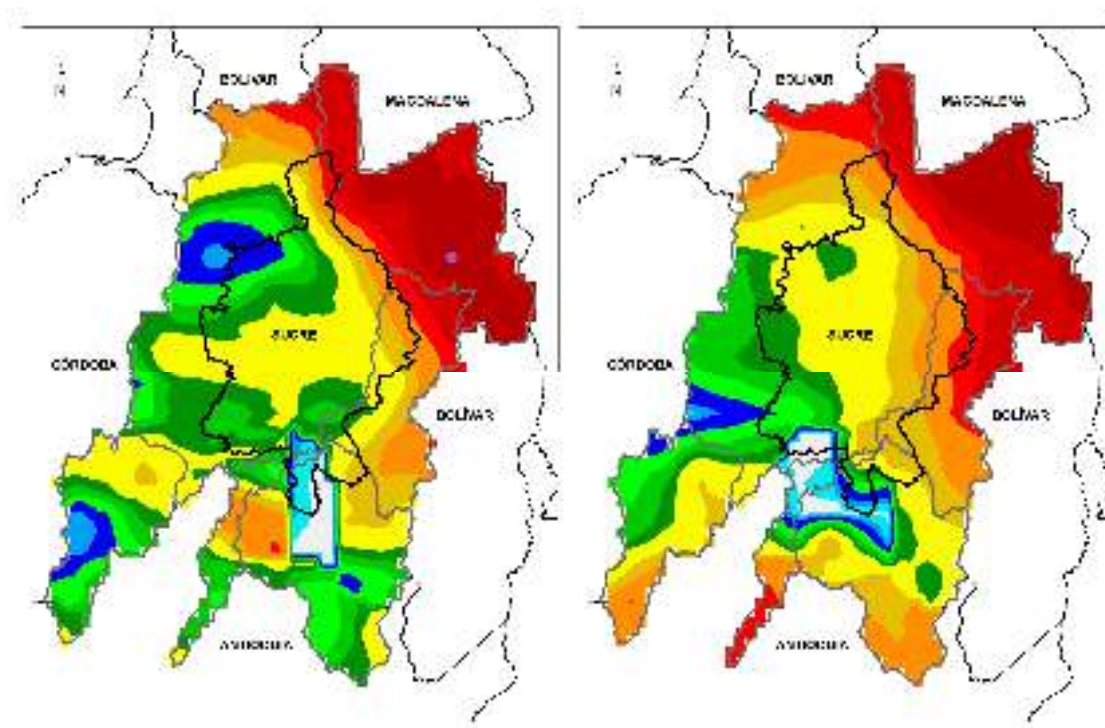 N
BOLIVAR
MAGDALENA
SUCRE
CÓRDOBA
BOLÍVAR
ANTIOQUIA
N
BOLIVAR
MAGDALENA
SUCRE
CÓRDOBA
BOLÍVAR
ANTIOQUIA